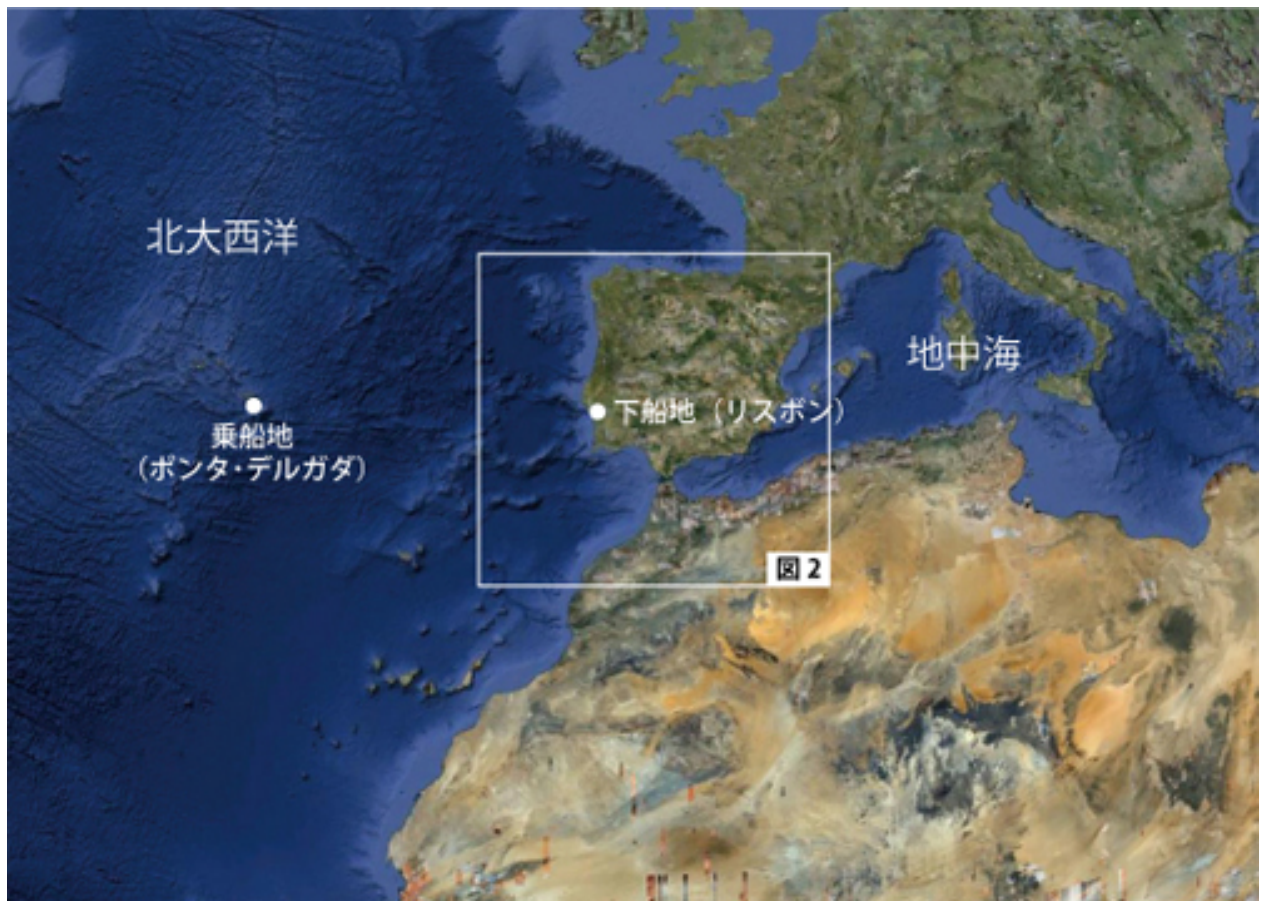 北大西洋
地中海
下船地（リスボン）
乗船地
（ポンタ・デルガダ）
図2